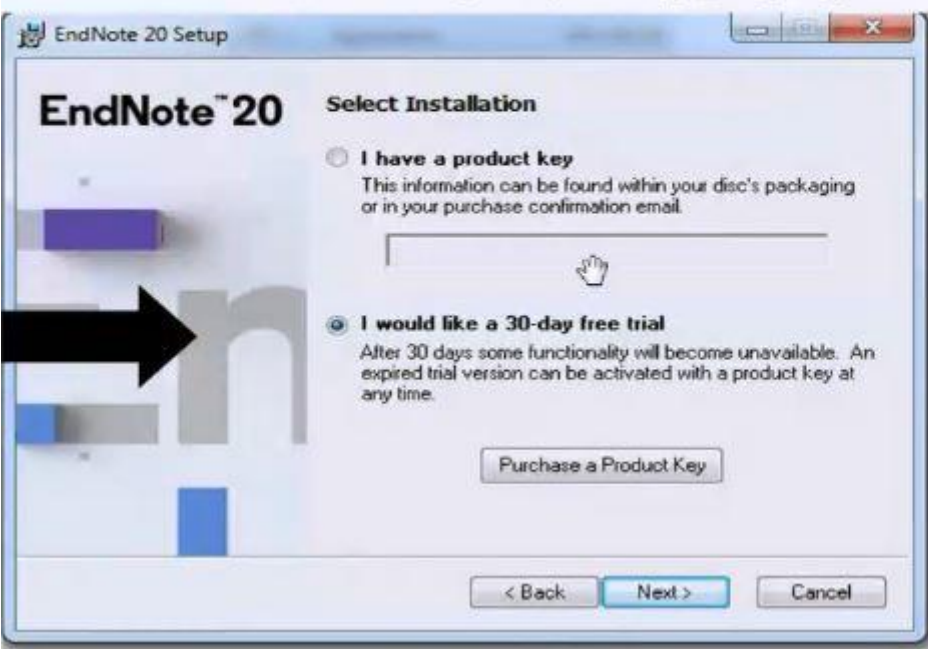 EndNote 20 Setup
EndNote™20
Select Installation
I have a product key
This information can be found within your disc's packaging
or in your purchase confirmation email.
I would like a 30-day free trial
After 30 days some functionality will become unavailable. An
expired trial version can be activated with a product key at
any time.
Purchase a Product Key
< Back
Next >
Cancel